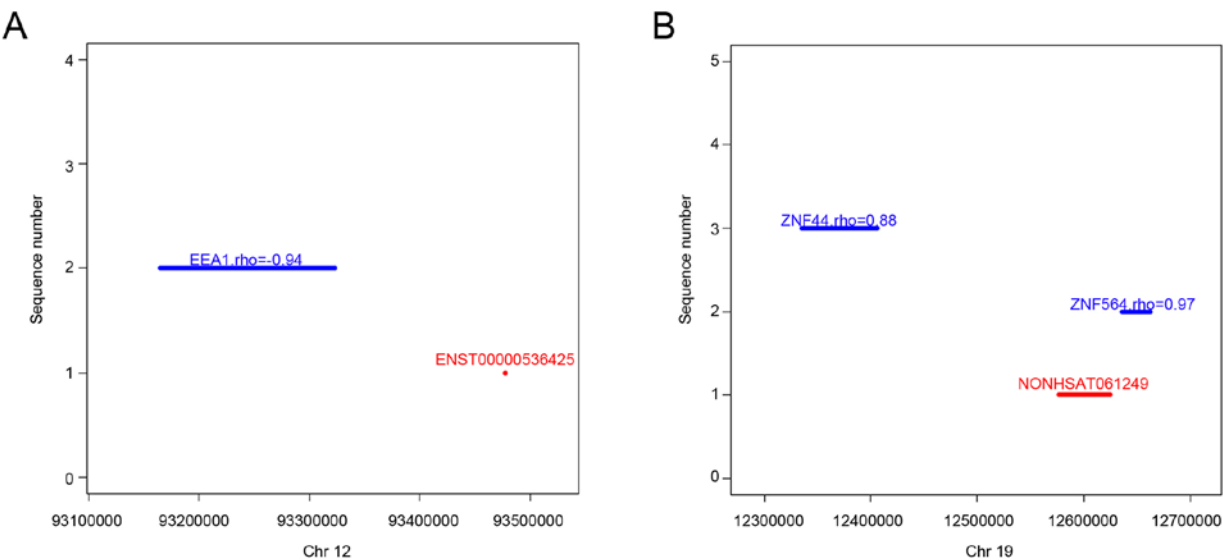 A
4
3
2
1
0
Sequence number
EEA1.rho=-0.94
ENST00000536425
93100000 93200000 93300000 93400000 93500000
Chr 12
B
5
4
3
2
1
0
Sequence number
ZNF44.rho=0.88
ZNF564.rho=0.97
NONHSAT061249
12300000 12400000 12500000 12600000 12700000
Chr 19